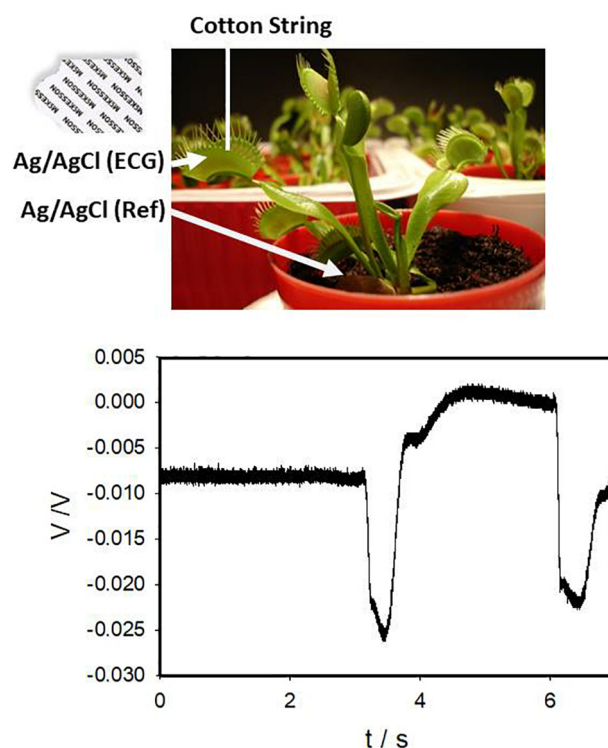 Cotton String
MCKESSON
Ag/AgCl (ECG)
Ag/AgCl (Ref)
0.005
0.000
-0.005
-0.010
-0.015
-0.020
-0.025
-0.030
V /V
0
2
4
6
t / s